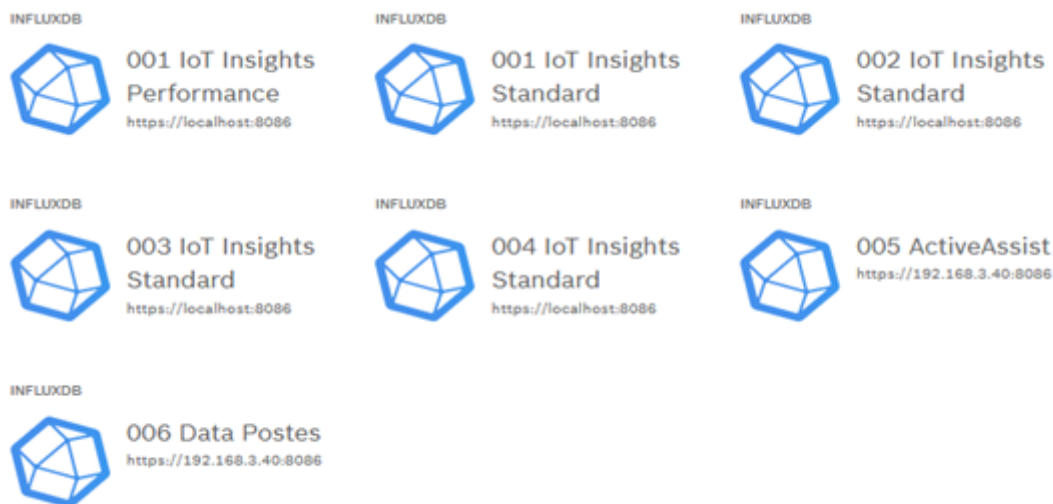 INFLUXDB
001 IoT Insights
Performance
https://localhost:8086
INFLUXDB
001 IoT Insights
Standard
https://localhost:8086
INFLUXDB
002 IoT Insights
Standard
https://localhost:8086
INFLUXDB
003 IoT Insights
Standard
https://localhost:8086
INFLUXDB
004 IoT Insights
Standard
https://localhost:8086
INFLUXDB
005 ActiveAssist
https://192.168.3.40:8086
INFLUXDB
006 Data Postes
https://192.168.3.40:8086